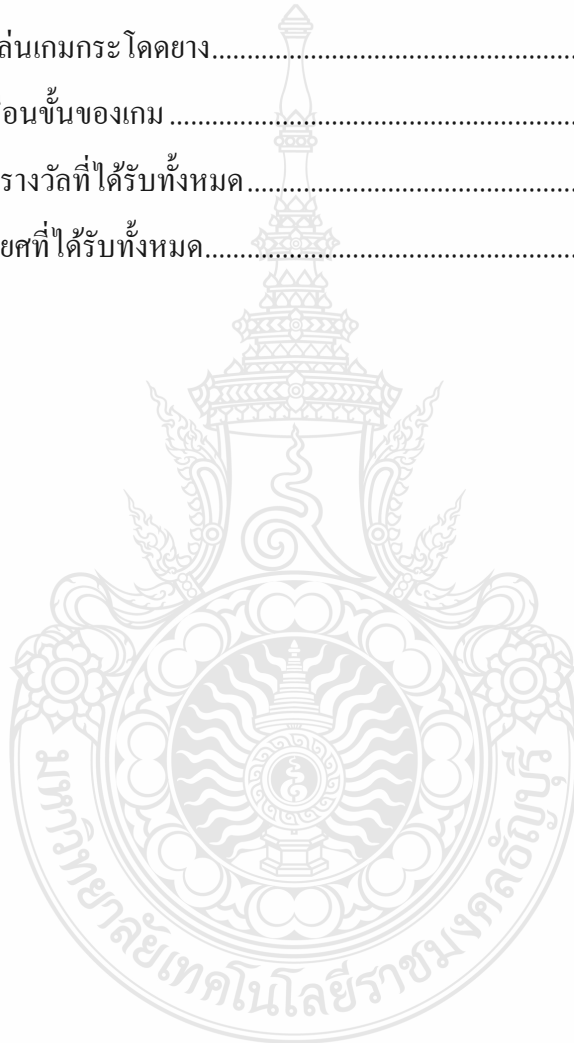 ล่นเกมกระโดดยาง
อนขั้นของเกม
รางวัลที่ได้รับทั้งหมด
ยศที่ได้รับทั้งหมด
มหาวิทยาลัยเทคโนโลยีราชมงคลธัญบุรี